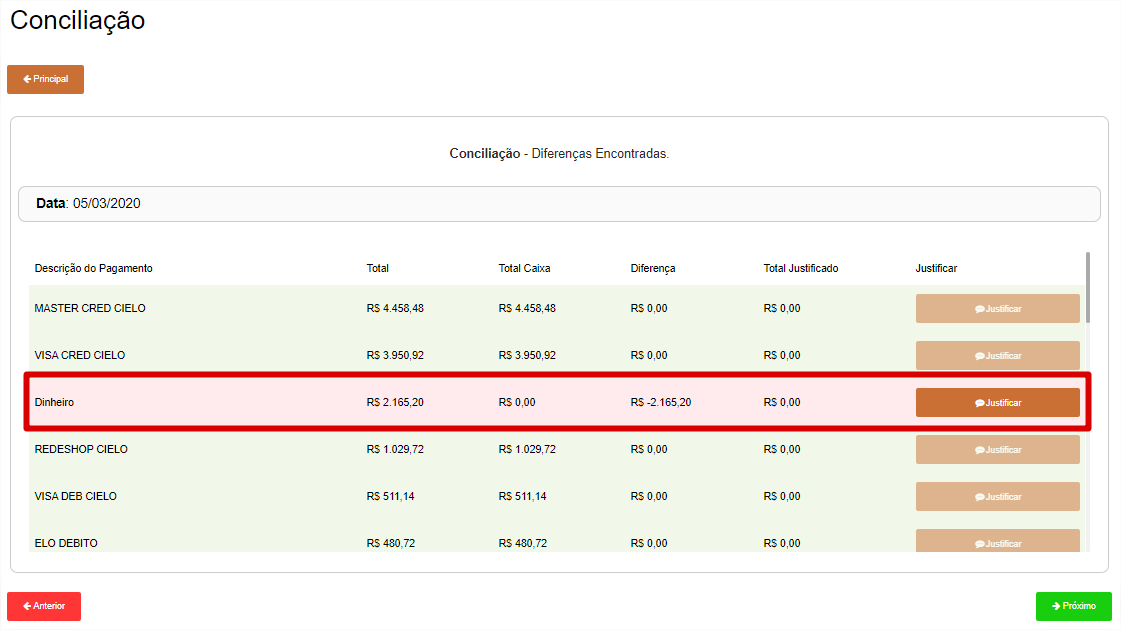 Conciliação
Principal
Conciliação - Diferenças Encontradas.
Data: 05/03/2020
Descrição do Pagamento Total Total Caixa Diferença Total Justificado Justificar
MASTER CRED CIELO R$ 4.458,48 R$ 4.458,48 R$ 0,00 R$ 0,00 Justificar
VISA CRED CIELO R$ 3.950,92 R$ 3.950,92 R$ 0,00 R$ 0,00 Justificar
Dinheiro R$ 2.165,20 R$ 0,00 R$ -2.165,20 R$ 0,00 Justificar
REDESHOP CIELO R$ 1.029,72 R$ 1.029,72 R$ 0,00 R$ 0,00 Justificar
VISA DEB CIELO R$ 511,14 R$ 511,14 R$ 0,00 R$ 0,00 Justificar
ELO DEBITO R$ 480,72 R$ 480,72 R$ 0,00 R$ 0,00 Justificar
Anterior Próximo